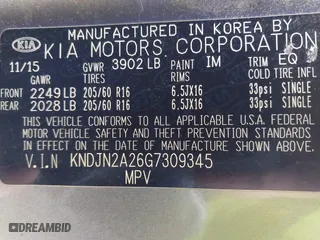 MANUFACTURED IN KOREA BY
KIA KIA MOTORS CORPORATION
11/15 GVWR 3902 LB PAINT IM TRIM EQ
GAWR TIRES RIMS COLD TIRE INFL
FRONT 2249 LB 205/60 R16 6.5JX16 33psi SINGLE
REAR 2028 LB 205/60 R16 6.5JX16 33psi SINGLE
THIS VEHICLE CONFORMS TO ALL APPLICABLE U.S.A. FEDERAL
MOTOR VEHICLE SAFETY, BUMPER, AND THEFT PREVENTION
STANDARDS IN EFFECT ON THE DATE OF MANUFACTURE SHOWN ABOVE.
V.I.N KNDJN2A26G7309345
MPV
© DREAMBID.COM